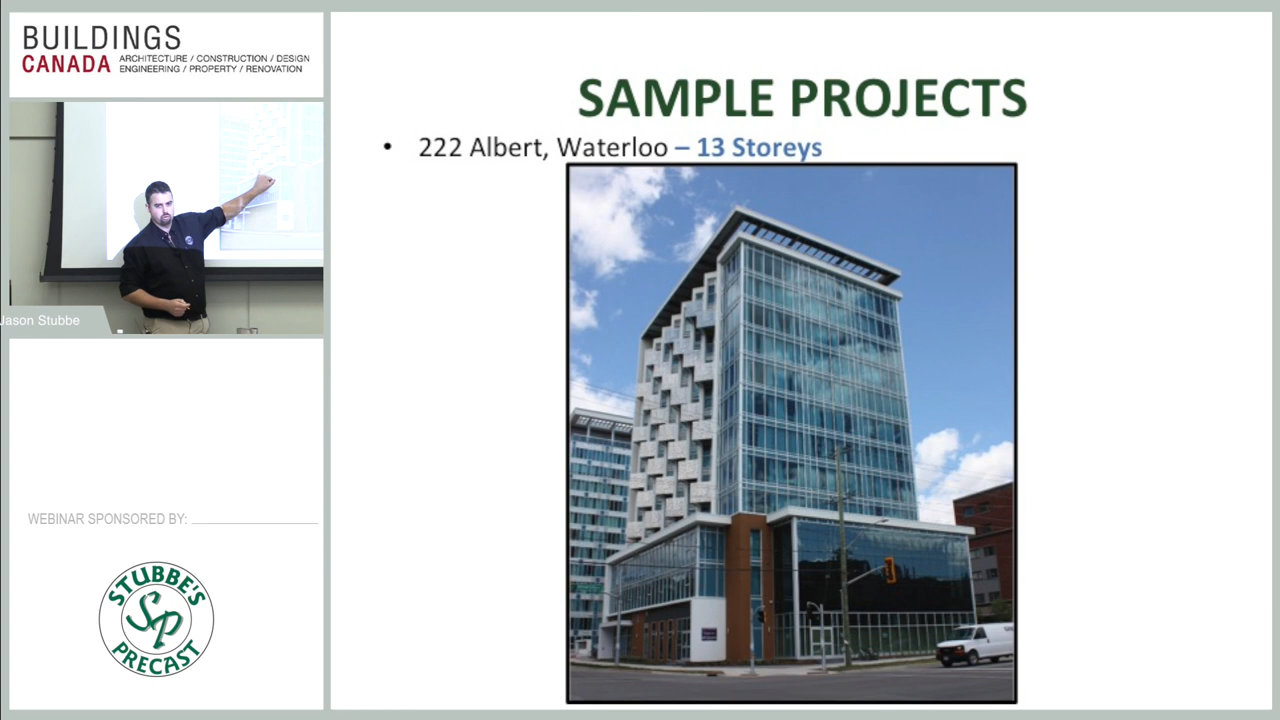 BUILDINGS
CANADA ARCHITECTURE / CONSTRUCTION / DESIGN
ENGINEERING / PROPERTY / RENOVATION
Jason Stubbe
WEBINAR SPONSORED BY:
STUBBE'S
SP
PRECAST
SAMPLE PROJECTS
• 222 Albert, Waterloo – 13 Storeys